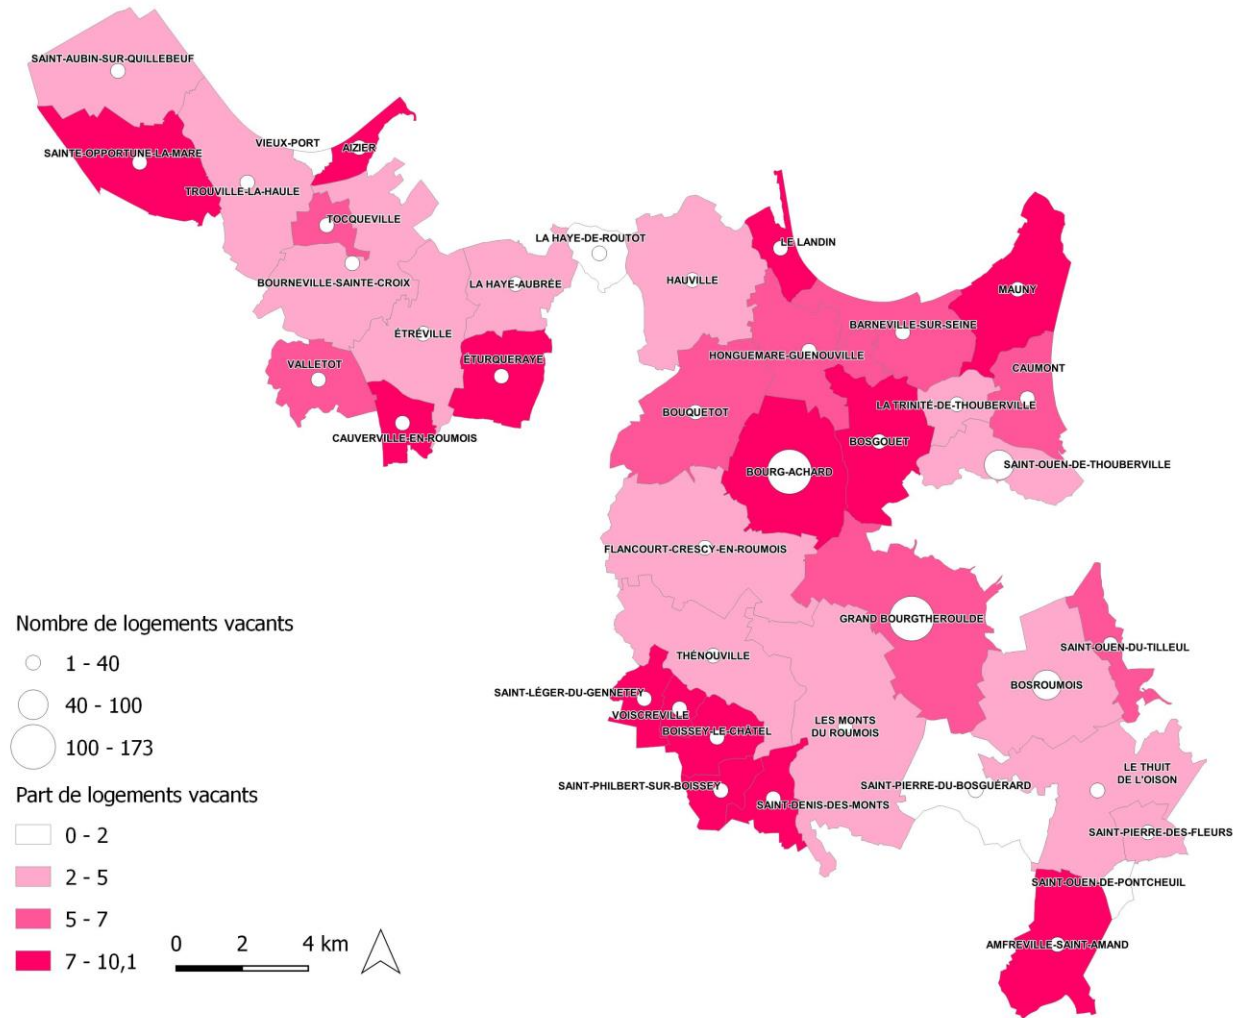 SAINT-AUBIN-SUR-QUILLEBEUF
VIEUX-PORT
AIZIER
SAINTE-OPPORTUNE-LA-MARE
TROUVILLE-LA-HAULE
TOCQUEVILLE
LA HAYE-DE-ROUTOT
LE LANDIN
BOURNEVILLE-SAINTE-CROIX
LA HAYE-AUBRÉE
HAUVILLE
MAUNY
ÉTRÉVILLE
BARNEVILLE-SUR-SEINE
HONGUEMARE-GUENOUVILLE
VALLETOT
ÉTURQUERAYE
CAUMONT
BOUQUETOT
LA TRINITÉ-DE-THOUBERVILLE
CAUVERVILLE-EN-ROUMOIS
BOSGOUET
BOURG-ACHARD
SAINT-OUEN-DE-THOUBERVILLE
FLANCOURT-CRESCY-EN-ROUMOIS
GRAND BOURGTHEROULDE
SAINT-OUEN-DU-TILLEUL
THÉNOUVILLE
BOSROUMOIS
SAINT-LÉGER-DU-GENNETEY
VOISCREVILLE
BOISSEY-LE-CHÂTEL
LES MONTS
DU ROUMOIS
LE THUIT
DE L'OISON
SAINT-PHILBERT-SUR-BOISSEY
SAINT-PIERRE-DU-BOSGUÉRARD
SAINT-DENIS-DES-MONTS
SAINT-PIERRE-DES-FLEURS
SAINT-OUEN-DE-PONTCHEUIL
AMFREVILLE-SAINT-AMAND
Nombre de logements vacants
1 - 40
40 - 100
100 - 173
Part de logements vacants
0 - 2
2 - 5
5 - 7
7 - 10,1
0 2 4 km